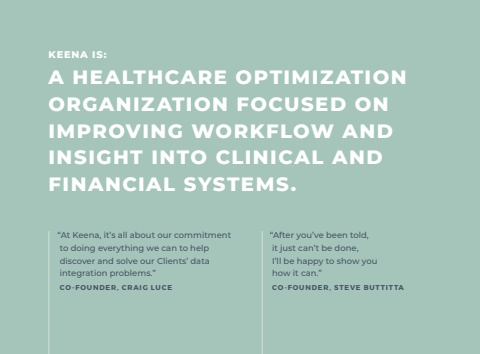 KEENA IS:
A HEALTHCARE OPTIMIZATION
ORGANIZATION FOCUSED ON
IMPROVING WORKFLOW AND
INSIGHT INTO CLINICAL AND
FINANCIAL SYSTEMS.
“At Keena, it’s all about our commitment
to doing everything we can to help
discover and solve our Clients’ data
integration problems.”
CO-FOUNDER, CRAIG LUCE
“After you’ve been told,
it just can’t be done,
I’ll be happy to show you
how it can.”
CO-FOUNDER, STEVE BUTTITTA